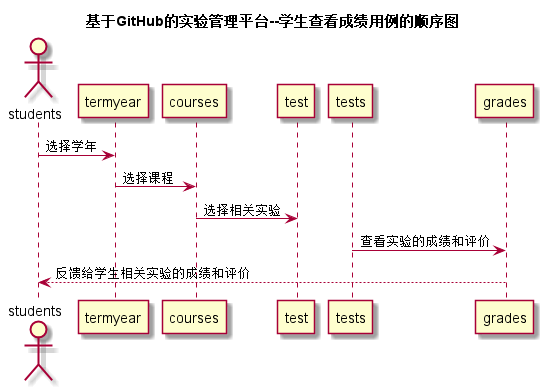 基于GitHub的实验管理平台--学生查看成绩用例的顺序图
students
termyear
courses
test
tests
grades
选择学年
选择课程
选择相关实验
查看实验的成绩和评价
反馈给学生相关实验的成绩和评价
students
termyear
courses
test
tests
grades